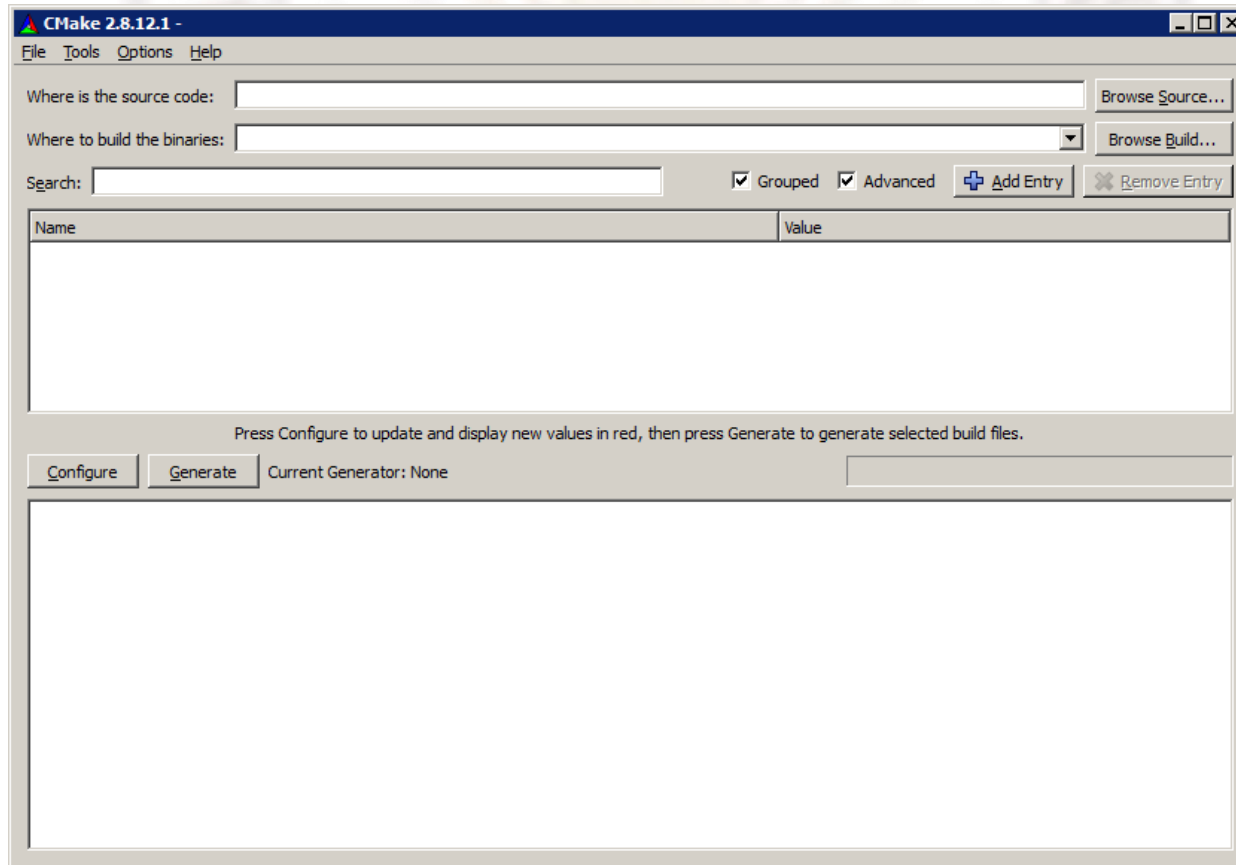 CMake 2.8.12.1 -
File Tools Options Help
Where is the source code: Browse Source...
Where to build the binaries: Browse Build...
Search: Grouped Advanced Add Entry Remove Entry
Name Value
Press Configure to update and display new values in red, then press Generate to generate selected build files.
Configure Generate Current Generator: None